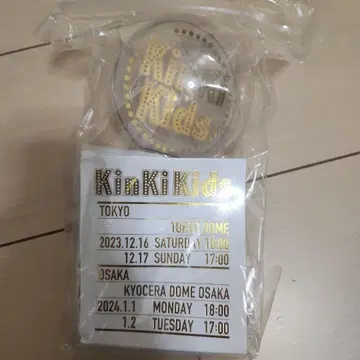 KinKi
Kids
KinKi Kids
TOKYO
TOKYO DOME
2023.12.16 SATURDAY 18:00
12.17 SUNDAY 17:00
OSAKA
KYOCERA DOME OSAKA
2024.1.1 MONDAY 18:00
1.2 TUESDAY 17:00